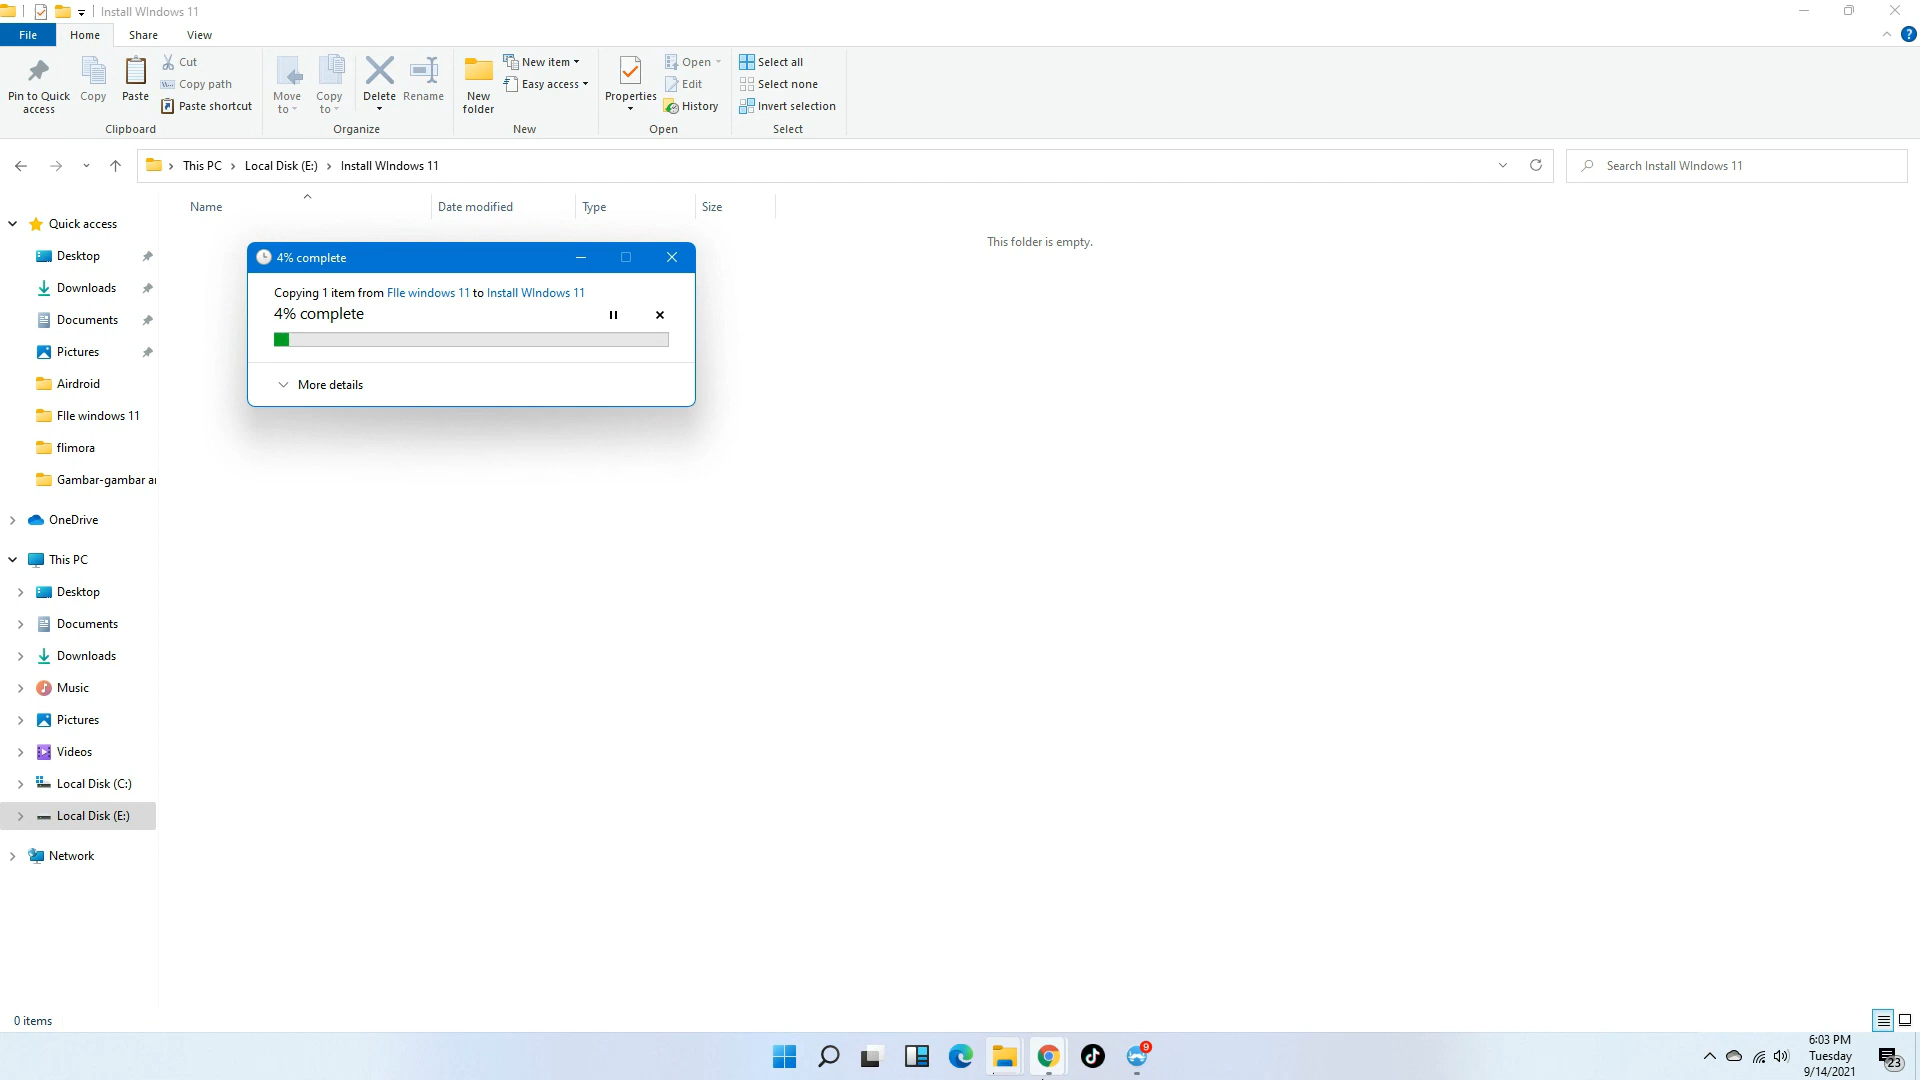 Install WIndows 11
File
Home
Share
View
?
Pin to Quick
access
Copy
Paste
Cut
Copy path
Paste shortcut
Clipboard
Move
to
Copy
to
Delete
Rename
Organize
New
folder
New item
Easy access
New
Properties
Open
Edit
History
Open
Select all
Select none
Invert selection
Select
This PC
Local Disk (E:)
Install WIndows 11
Search Install WIndows 11
Name
Date modified
Type
Size
This folder is empty.
4% complete
Copying 1 item from FIle windows 11 to Install WIndows 11
4% complete
More details
Quick access
Desktop
Downloads
Documents
Pictures
Airdroid
FIle windows 11
flimora
Gambar-gambar
OneDrive
This PC
Desktop
Documents
Downloads
Music
Pictures
Videos
Local Disk (C:)
Local Disk (E:)
Network
0 items
9
6:03 PM
Tuesday
9/14/2021
23